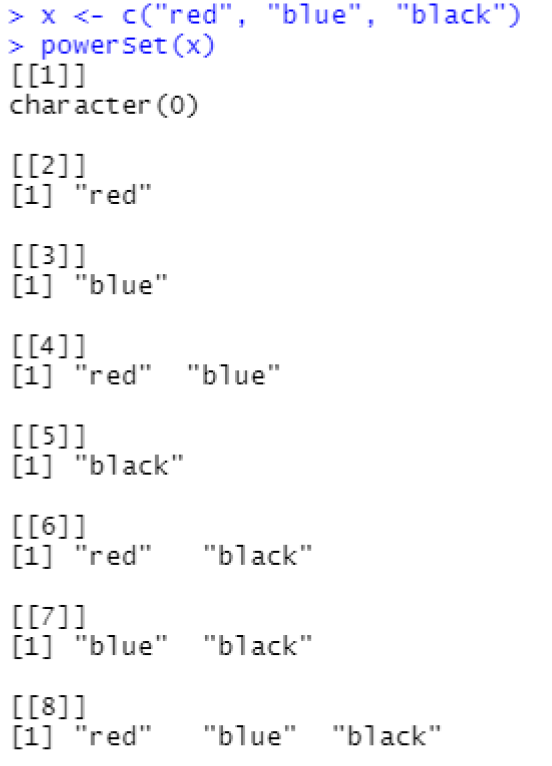 > x <- c("red", "blue", "black")
> powerSet(x)
[[1]]
character(0)

[[2]]
[1] "red"

[[3]]
[1] "blue"

[[4]]
[1] "red"  "blue"

[[5]]
[1] "black"

[[6]]
[1] "red"   "black"

[[7]]
[1] "blue"  "black"

[[8]]
[1] "red"   "blue"  "black"